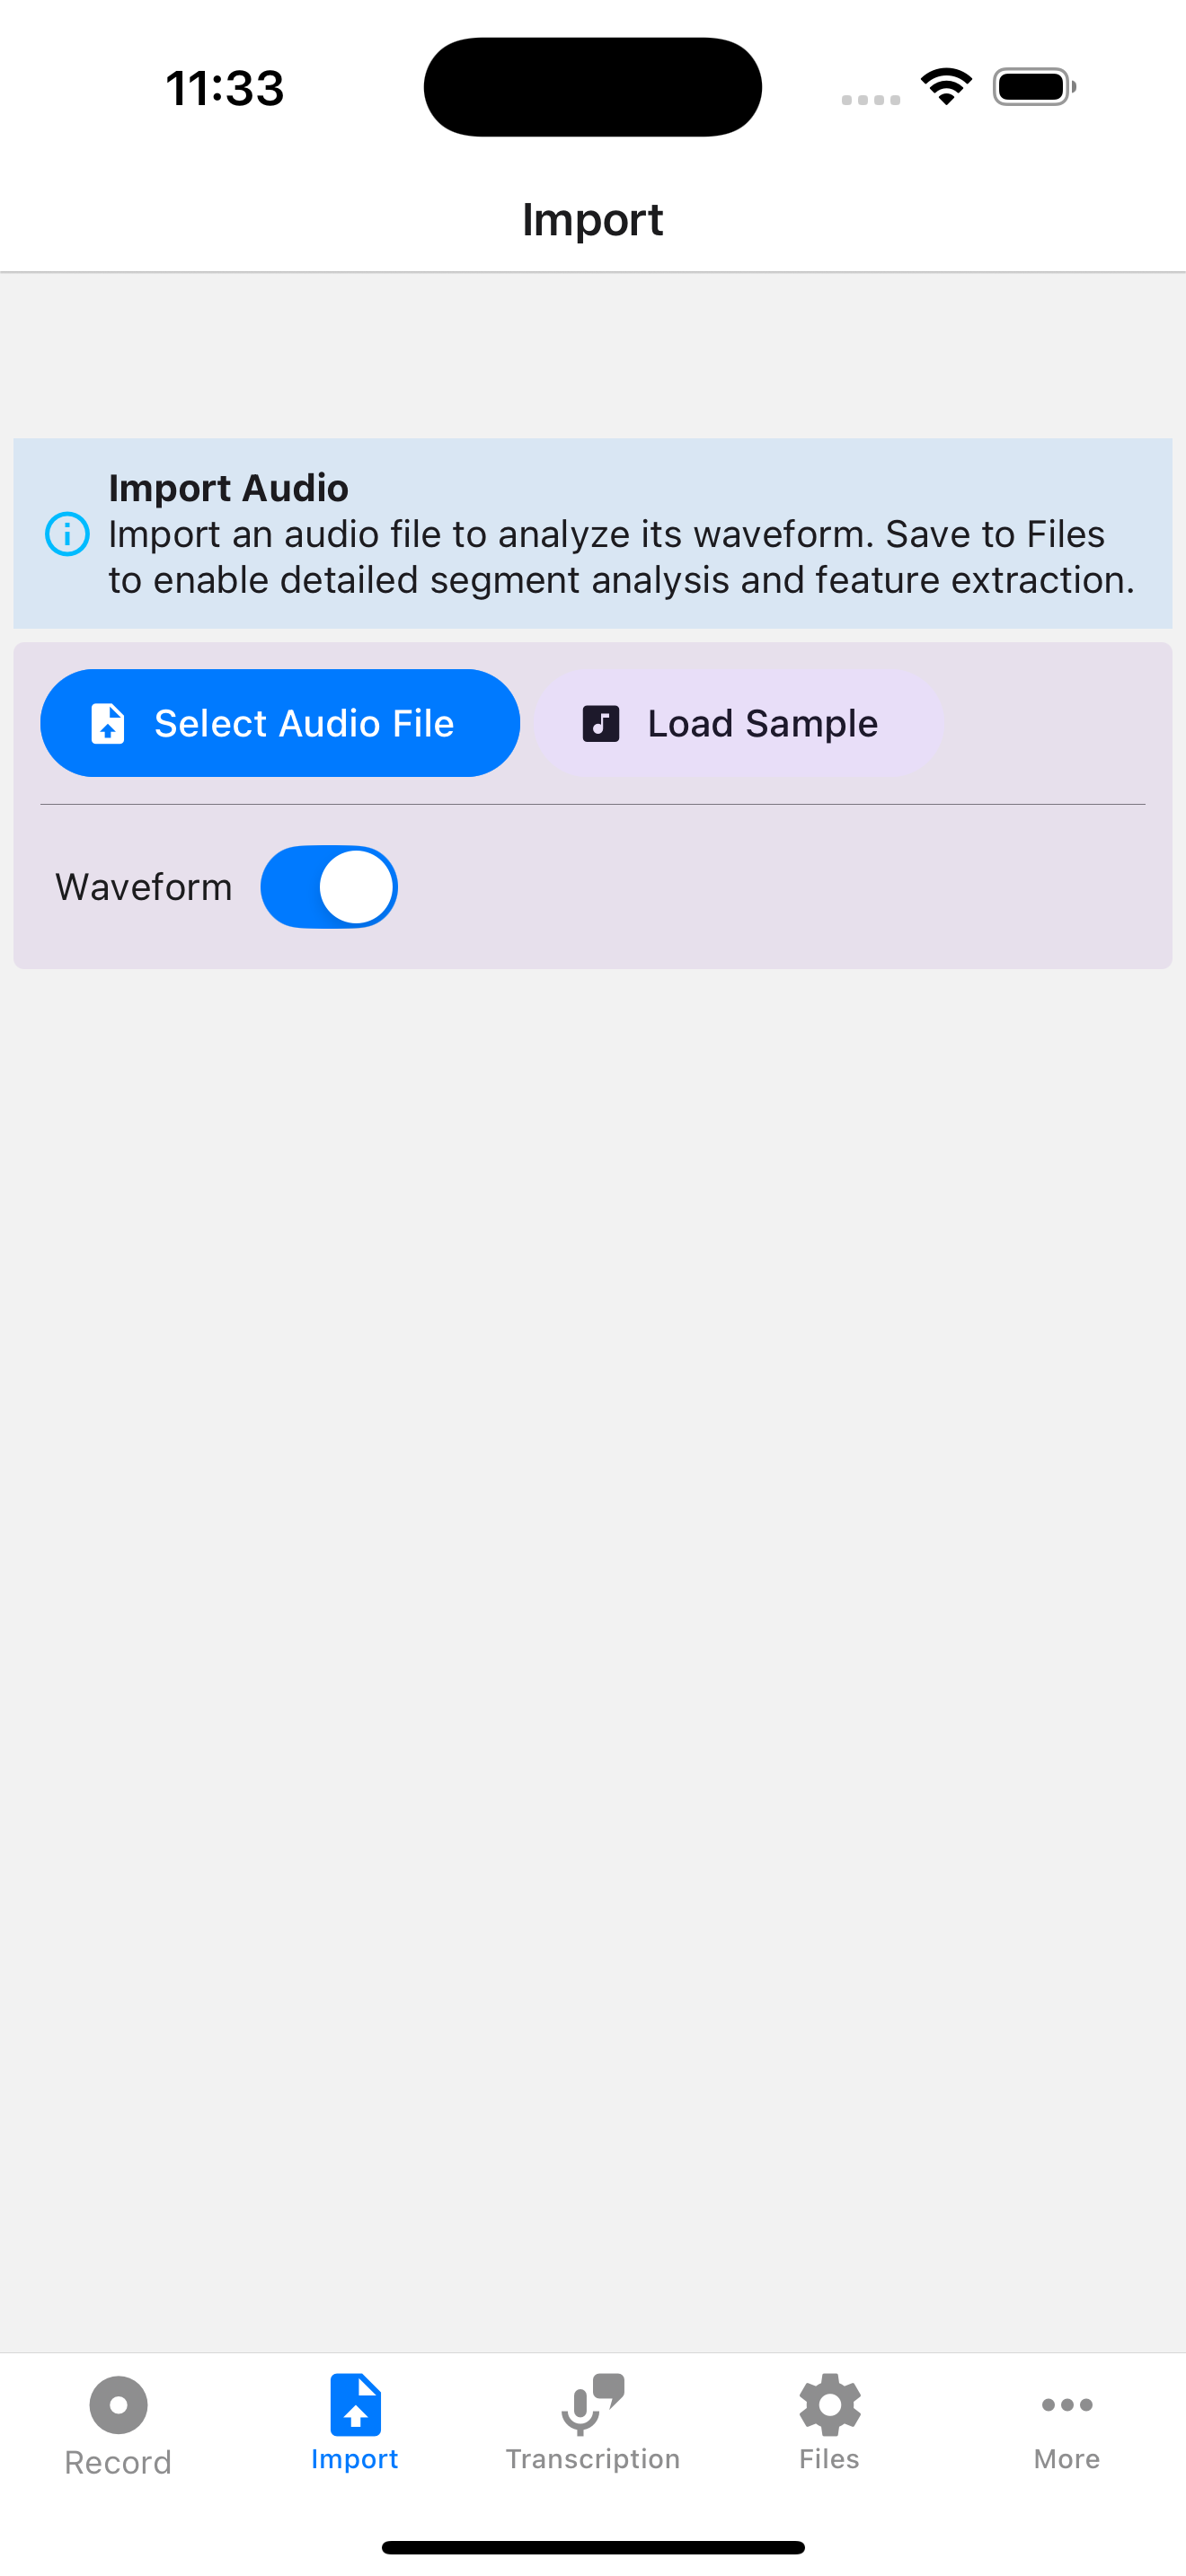 11:33
Import
Import Audio
Import an audio file to analyze its waveform. Save to Files
to enable detailed segment analysis and feature extraction.
Select Audio File
Load Sample
Waveform
Record
Import
Transcription
Files
More